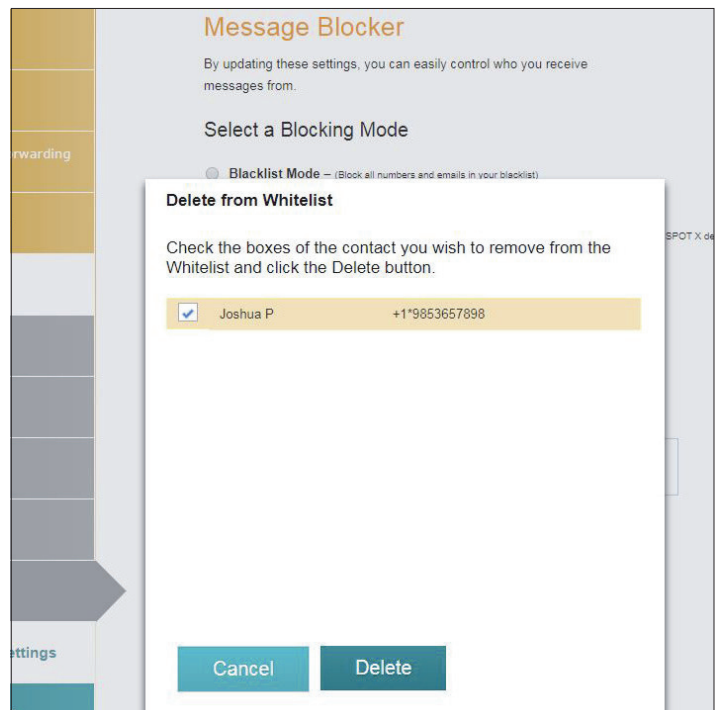 Message Blocker
By updating these settings, you can easily control who you receive
messages from.
Select a Blocking Mode
rwarding
Blacklist Mode – (Block all numbers and emails in your blacklist)
Delete from Whitelist
SPOT X de
Check the boxes of the contact you wish to remove from the
Whitelist and click the Delete button.
Joshua P +1*9853657898
ettings
Cancel Delete